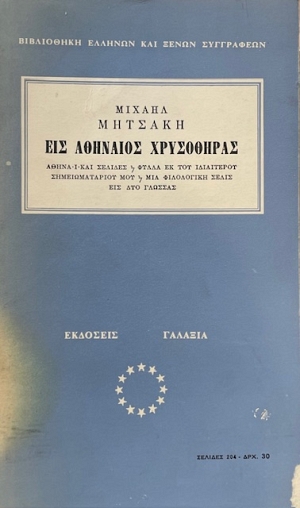 ΒΙΒΛΙΟΘΗΚΗ ΕΛΛΗΝΩΝ ΚΑΙ ΞΕΝΩΝ ΣΥΓΓΡΑΦΕΩΝ
ΜΙΧΑΗΛ
ΜΗΤΣΑΚΗ
ΕΙΣ ΑΘΗΝΑΙΟΣ ΧΡΥΣΟΘΗΡΑΣ
ΑΘΗΝΑ·Ι·ΚΑΙ ΣΕΛΙΔΕΣ ἢ ΦΥΛΛΑ ΕΚ ΤΟΥ ΙΔΙΑΙΤΕΡΟΥ
ΣΗΜΕΙΩΜΑΤΑΡΙΟΥ ΜΟΥ ἢ ΜΙΑ ΦΙΛΟΛΟΓΙΚΗ ΣΕΛΙΣ
ΕΙΣ ΔΥΟ ΓΛΩΣΣΑΣ
ΕΚΔΟΣΕΙΣ ΓΑΛΑΞΙΑ
ΣΕΛΙΔΕΣ 204 - ΔΡΧ. 30